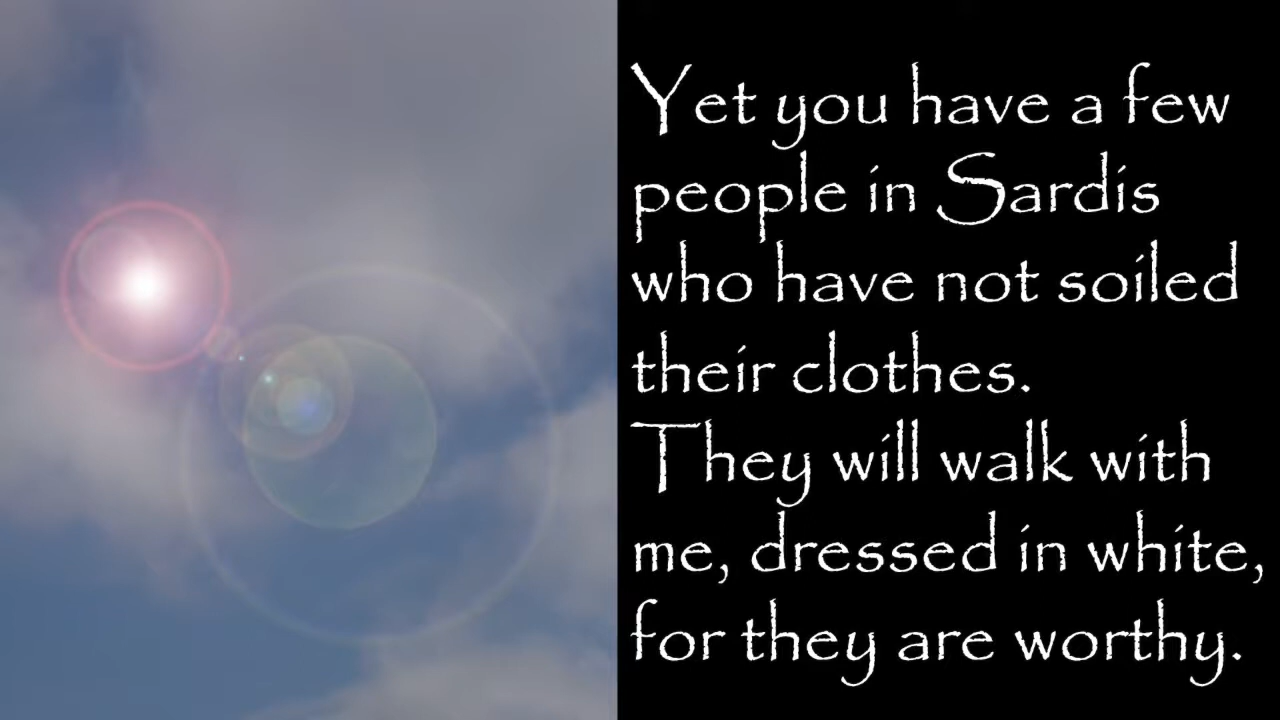 Yet you have a few
people in Sardis
who have not soiled
their clothes.
They will walk with
me, dressed in white,
for they are worthy.